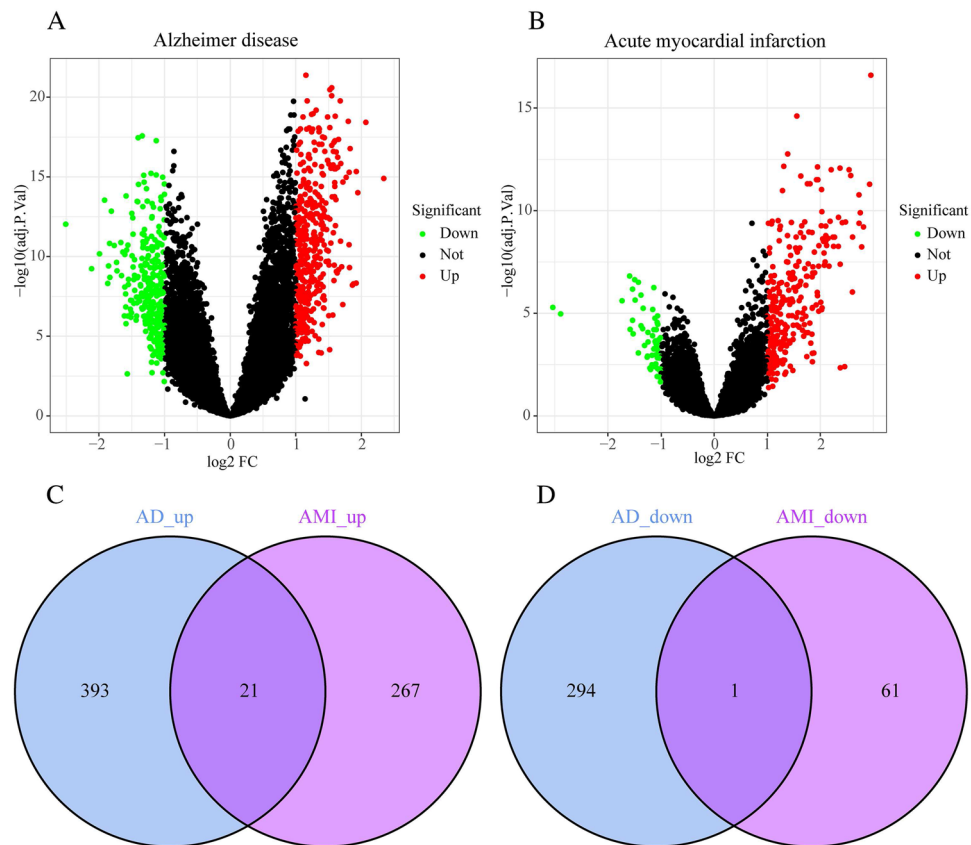 A
Alzheimer disease
−log10(adj.P.Val)
20
15
10
5
0
−2
−1
0
1
2
log2 FC
Significant
Down
Not
Up
B
Acute myocardial infarction
−log10(adj.P.Val)
15
10
5
0
−2
−1
0
1
2
log2 FC
Significant
Down
Not
Up
C
AD_up
AMI_up
393
21
267
D
AD_down
AMI_down
294
1
61